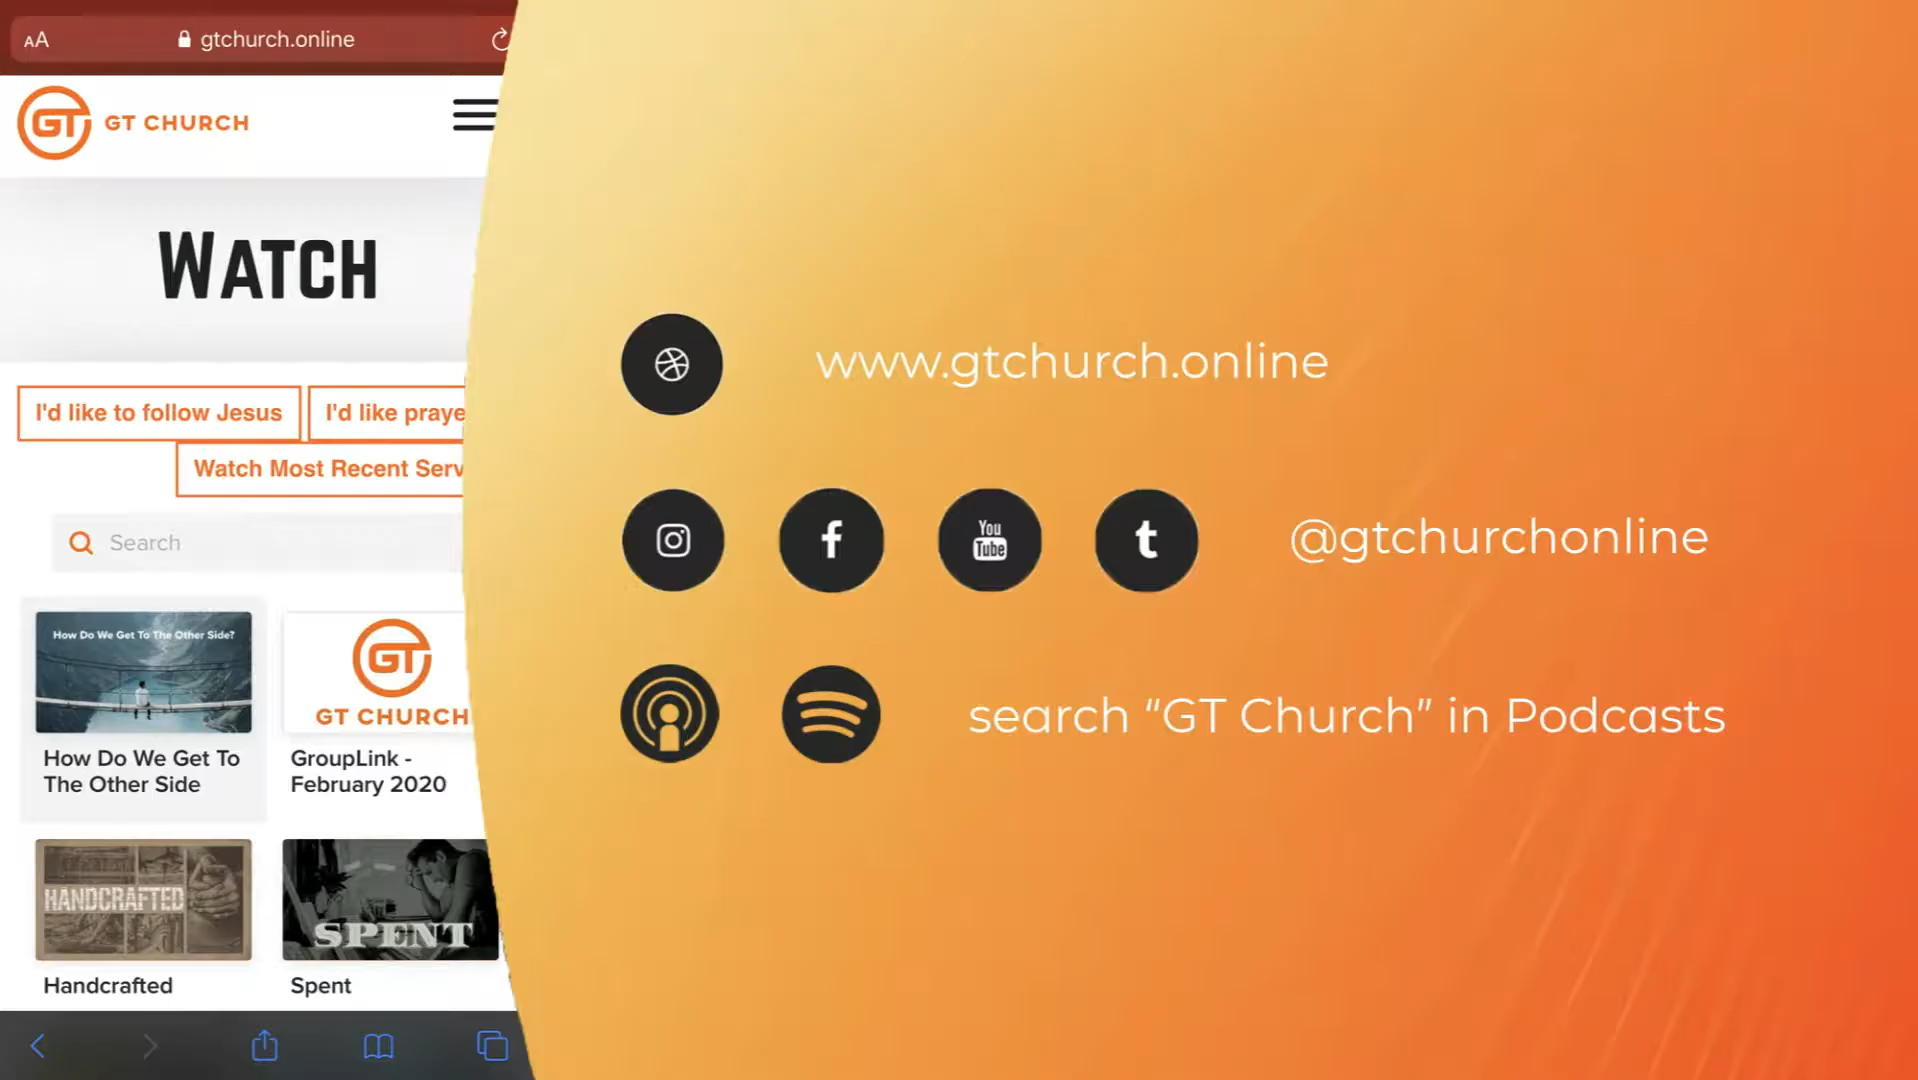 AA
gtchurch.online
GT
GT CHURCH
WATCH
I'd like to follow Jesus
I'd like praye
Watch Most Recent Serv
Search
How Do We Get To The Other Side?
GT
GT CHURCH
How Do We Get To
The Other Side
GroupLink -
February 2020
HANDCRAFTED
SPENT
Handcrafted
Spent
www.gtchurch.online
f
You
Tube
t
@gtchurchonline
search “GT Church” in Podcasts